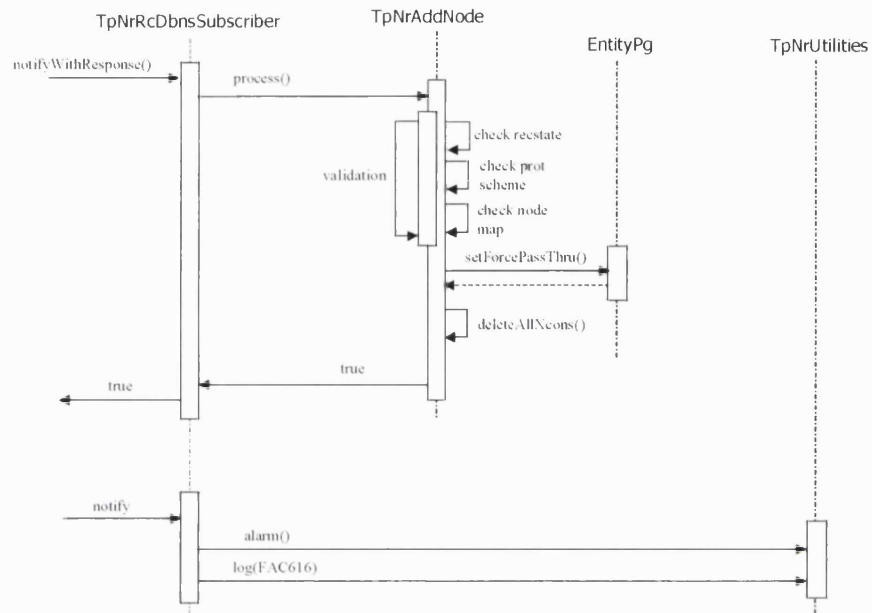 TpNrRcDbnsSubscriber
TpNrAddNode
EntityPg
TpNrUtilities
notifyWithResponse()
process()
check recstate
check prot
scheme
validation
check node
map
setForcePassThru()
deleteAllXcons()
true
true
notify
alarm()
log(FAC616)